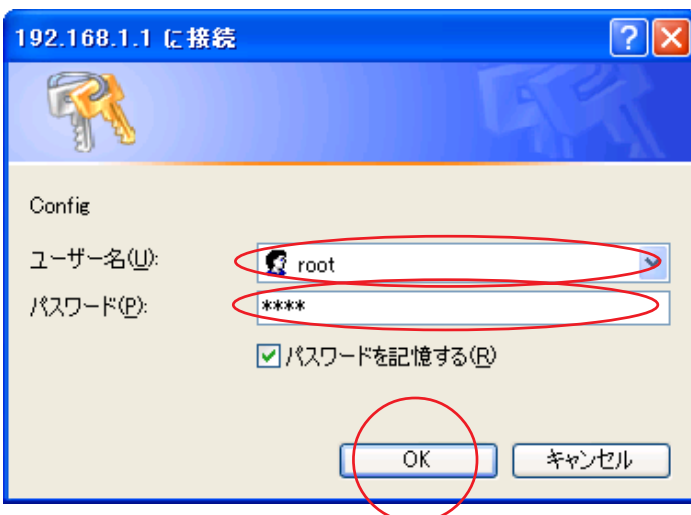 192.168.1.1 に接続
Config
ユーザー名(U):
root
パスワード(P):
****
パスワードを記憶する(R)
OK キャンセル